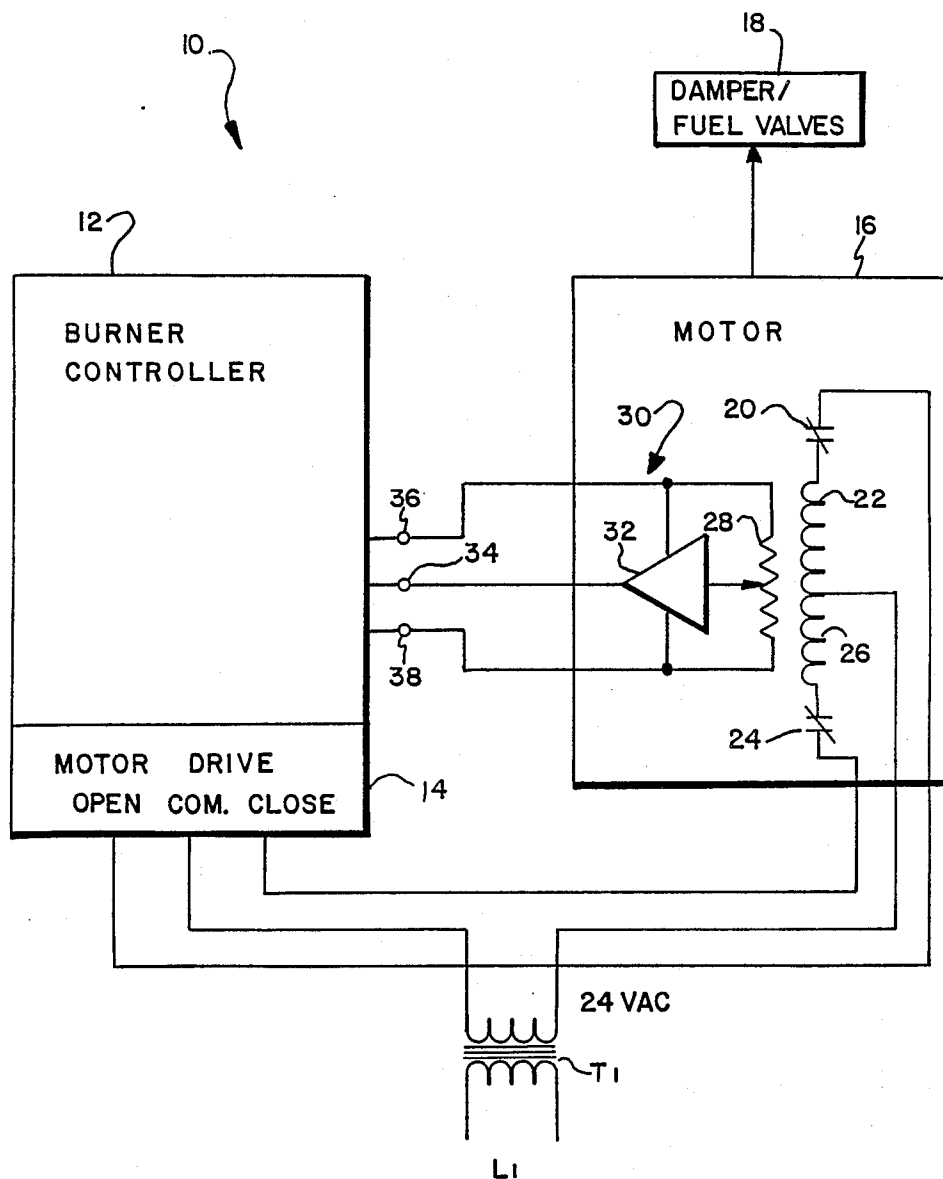 10
18
DAMPER/
FUEL VALVES
12
16
BURNER
CONTROLLER
MOTOR
20
30
22
36
32
28
34
26
38
24
MOTOR DRIVE
OPEN COM. CLOSE
14
24 VAC
T1
L1